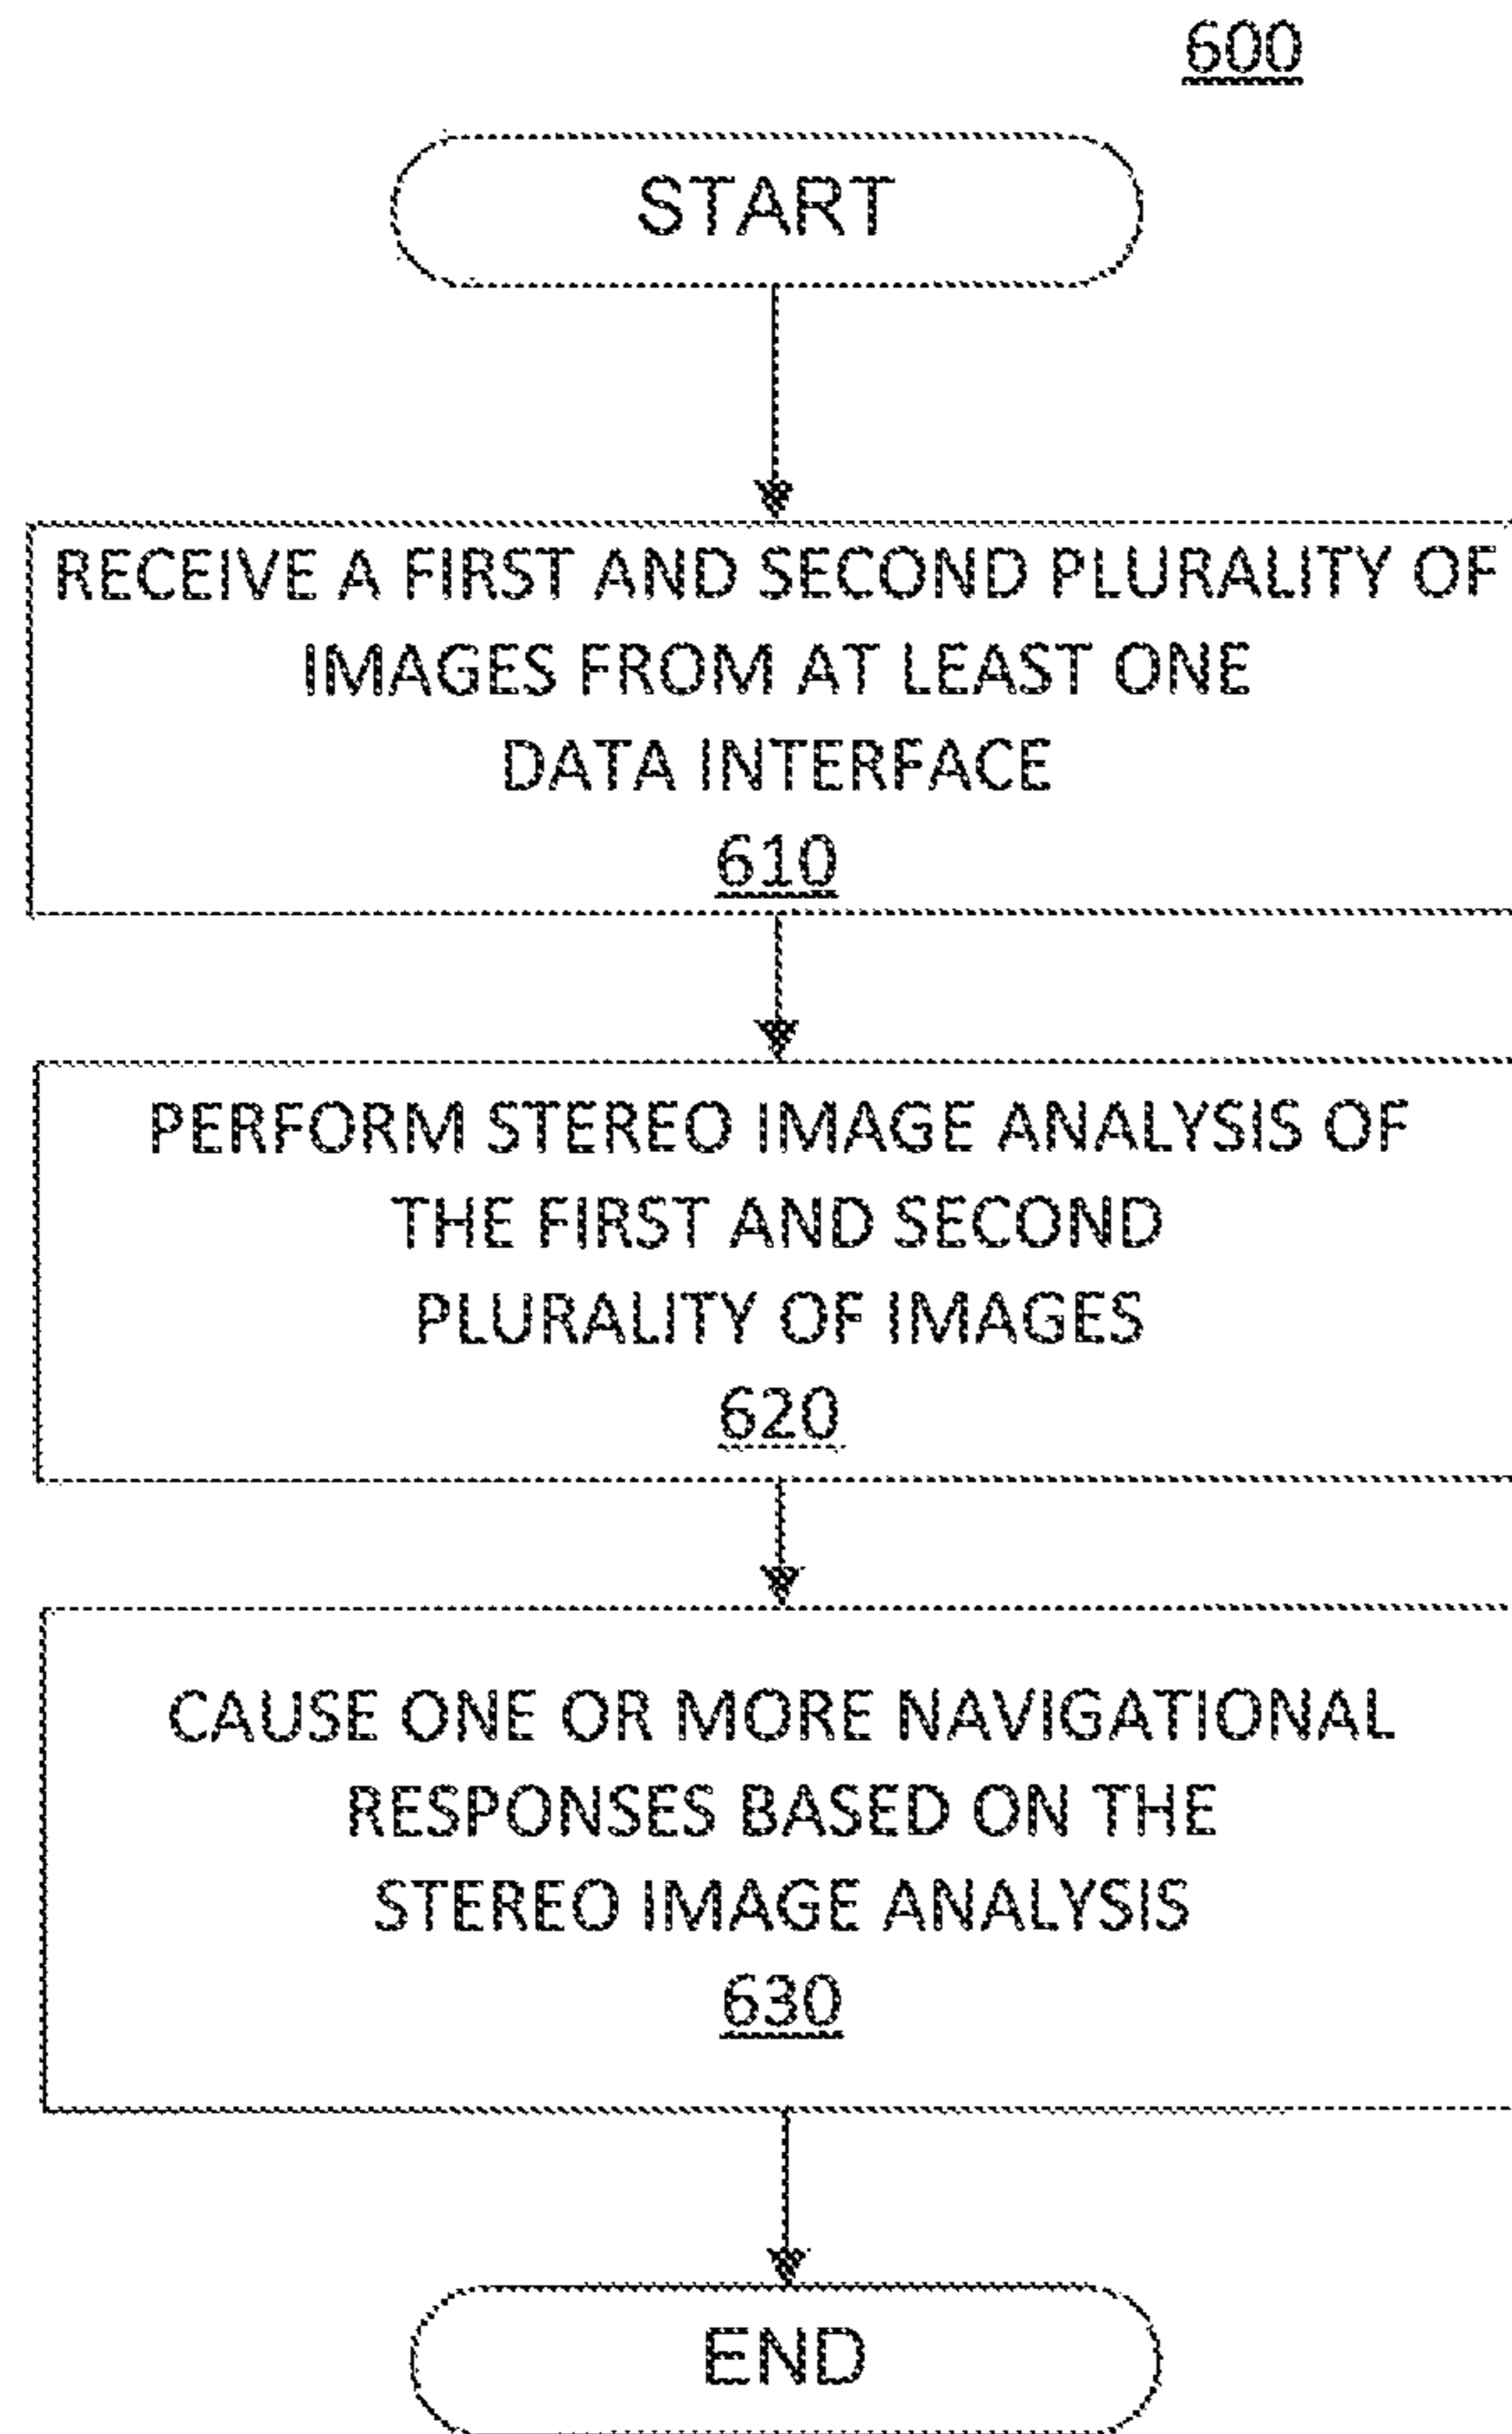 600
START
RECEIVE A FIRST AND SECOND PLURALITY OF
IMAGES FROM AT LEAST ONE
DATA INTERFACE
610
PERFORM STEREO IMAGE ANALYSIS OF
THE FIRST AND SECOND
PLURALITY OF IMAGES
620
CAUSE ONE OR MORE NAVIGATIONAL
RESPONSES BASED ON THE
STEREO IMAGE ANALYSIS
630
END